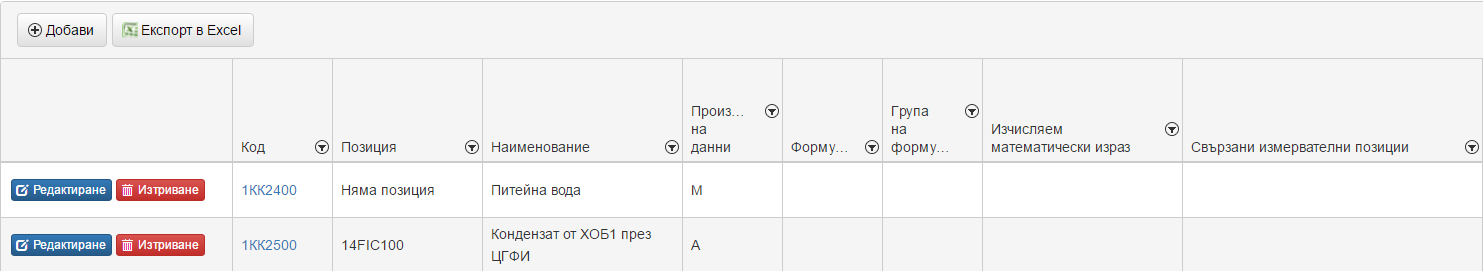 Добави
Експорт в Excel
Код
Позиция
Наименование
Произ...
на
данни
Форму...
Група
на
форму...
Изчисляем
математически израз
Свързани измервателни позиции
Редактиране Изтриване 1КК2400 Няма позиция Питейна вода М
Редактиране Изтриване 1КК2500 14FIC100 Кондензат от ХОБ1 през
ЦГФИ А